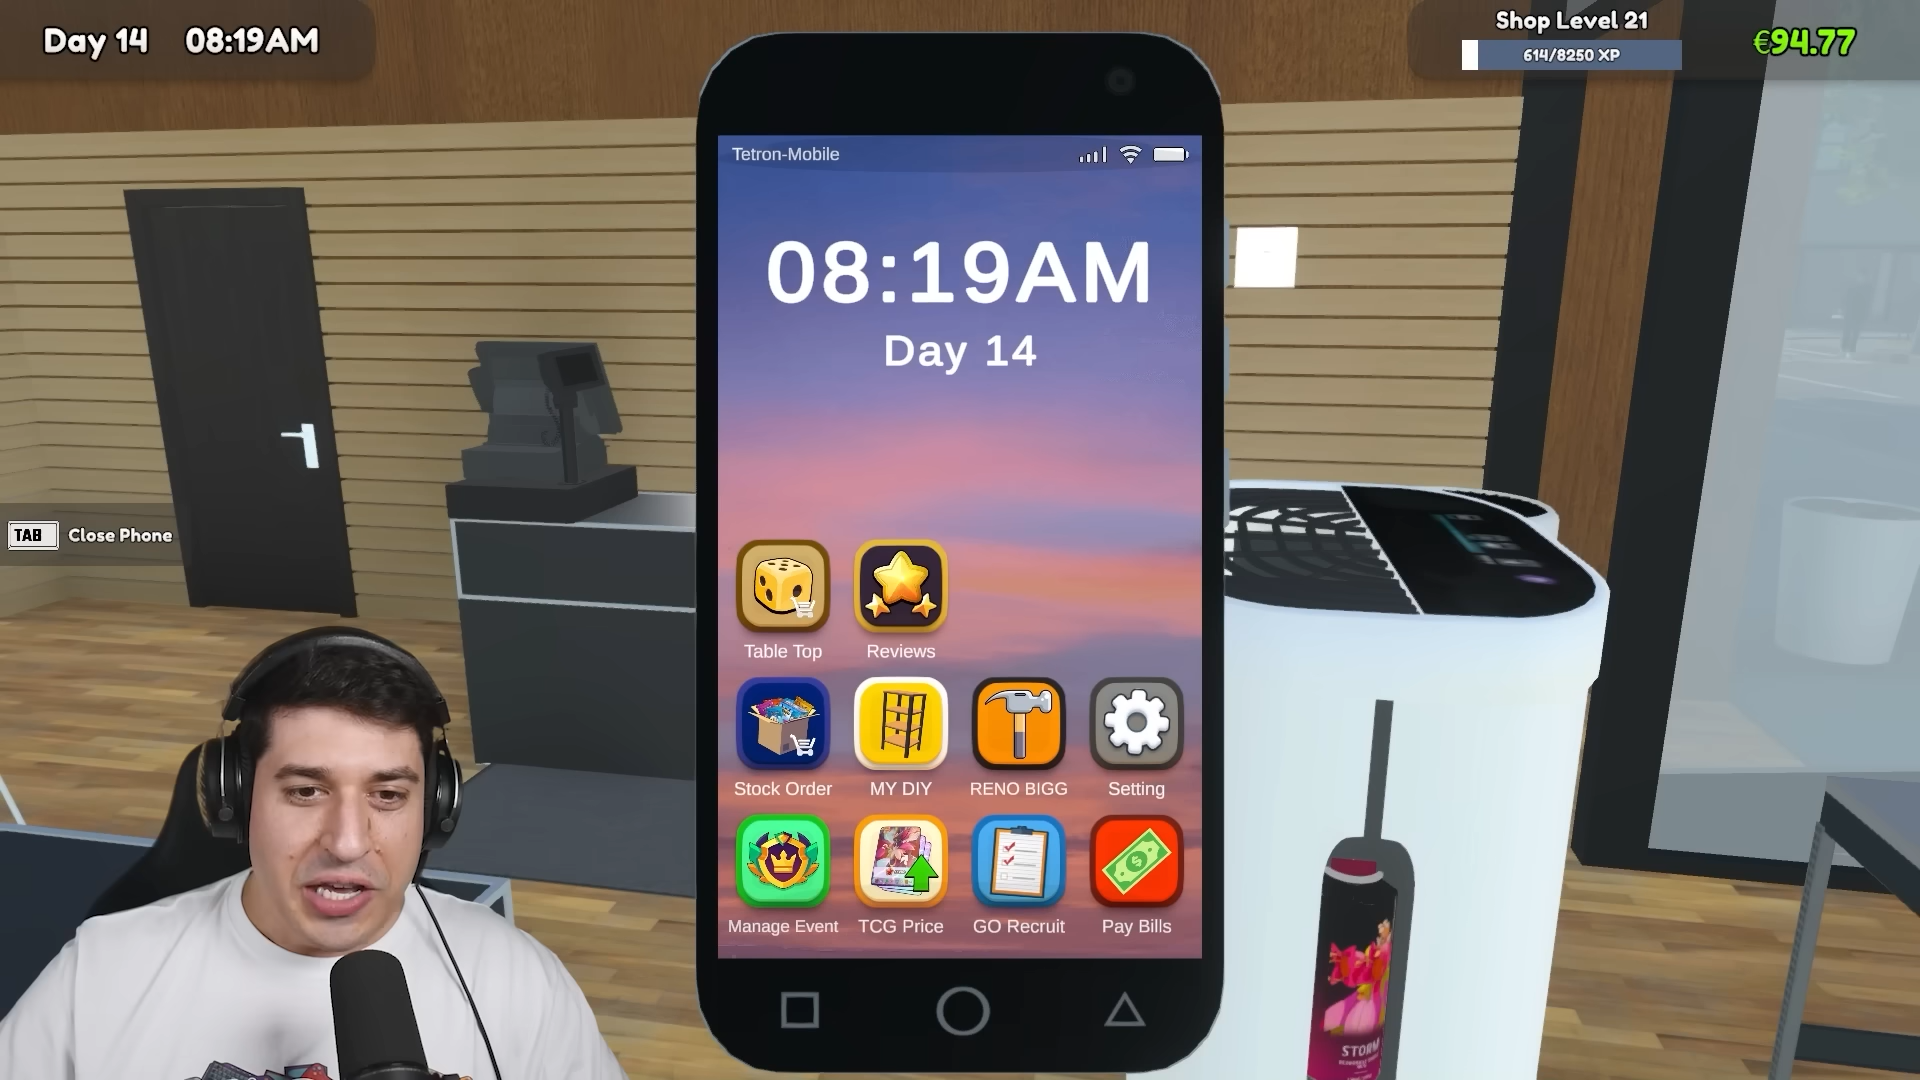 Day 14 08:19AM
Shop Level 21
614/8250 XP
€94.77
Tetron-Mobile
08:19AM
Day 14
TAB Close Phone
Table Top Reviews
Stock Order MY DIY RENO BIGG Setting
Manage Event TCG Price GO Recruit Pay Bills
STORM